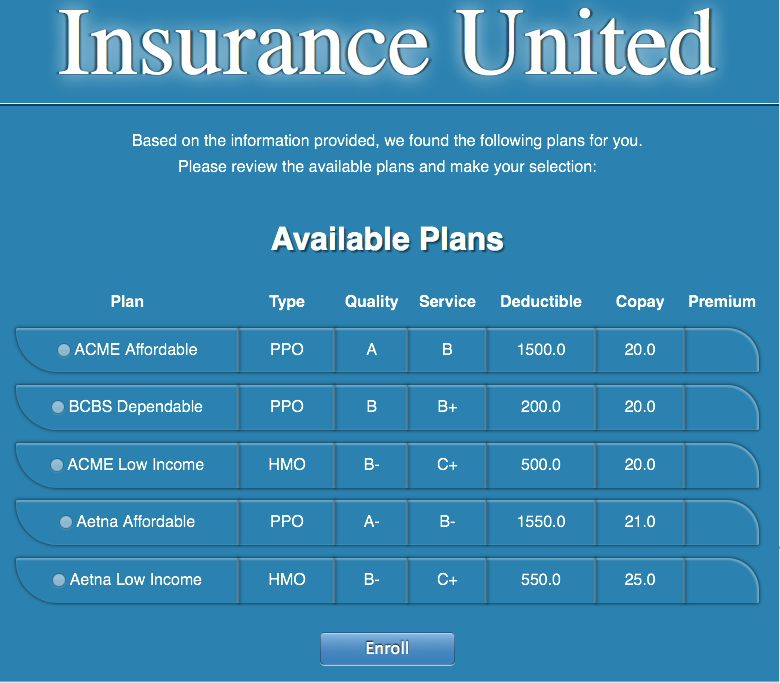 Insurance United
Based on the information provided, we found the following plans for you.
Please review the available plans and make your selection:
Available Plans
Plan Type Quality Service Deductible Copay Premium
ACME Affordable PPO A B 1500.0 20.0
BCBS Dependable PPO B B+ 200.0 20.0
ACME Low Income HMO B- C+ 500.0 20.0
Aetna Affordable PPO A- B- 1550.0 21.0
Aetna Low Income HMO B- C+ 550.0 25.0
Enroll